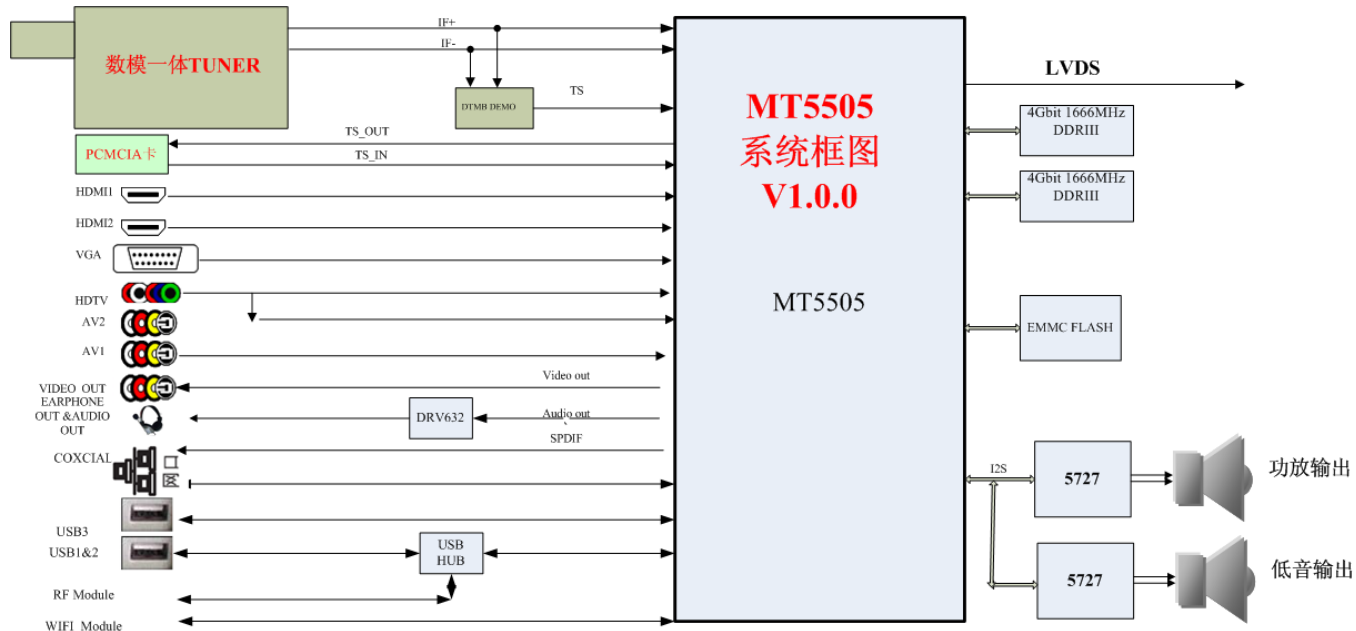 数模一体TUNER
IF+
IF-
DTMB DEMO
TS
TS_OUT
PCMCIA卡
TS_IN
HDMI1
HDMI2
VGA
HDTV
AV2
AV1
Video out
VIDEO OUT
EARPHONE
OUT &AUDIO
OUT
DRV632
Audio out
SPDIF
COXCIAL
USB3
USB1&2
USB
HUB
RF Module
WIFI Module
MT5505
系统框图
V1.0.0
MT5505
LVDS
4Gbit 1666MHz
DDRIII
4Gbit 1666MHz
DDRIII
EMMC FLASH
I2S
5727
功放输出
5727
低音输出